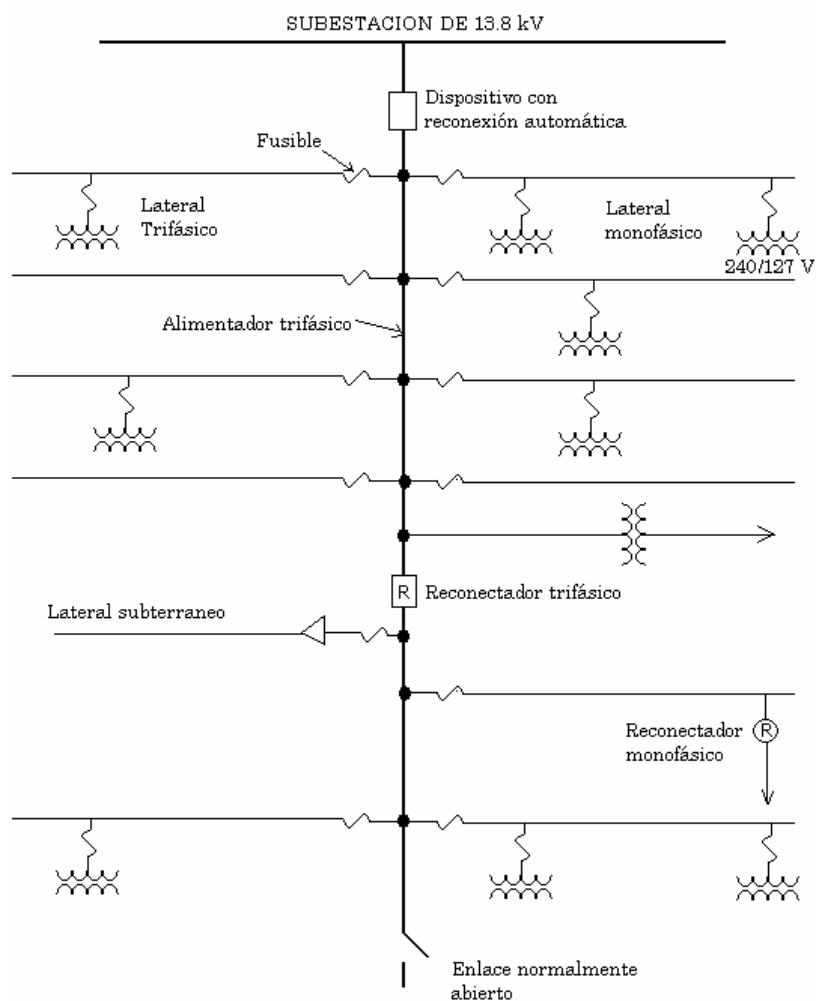 SUBESTACION DE 13.8 kV
Dispositivo con
reconexión automática
Fusible
Lateral
Trifásico
Lateral
monofásico
240/127 V
Alimentador trifásico
R
Reconectador trifásico
Lateral subterraneo
Reconectador
monofásico
R
Enlace normalmente
abierto